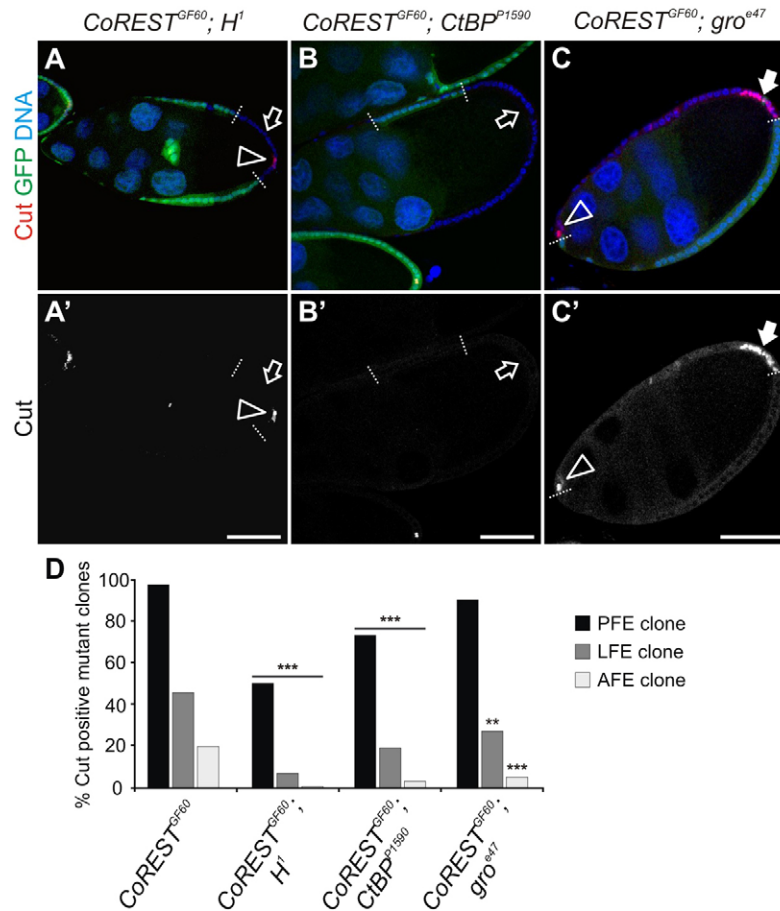 CoREST^GF60; H^1
CoREST^GF60; CtBP^P1590
CoREST^GF60; gro^e47
A
B
C
Cut GFP DNA
A'
B'
C'
Cut
D
% Cut positive mutant clones
100
80
60
40
20
0
***
***
**
***
PFE clone
LFE clone
AFE clone
CoREST^GF60
CoREST^GF60;
H^1
CoREST^GF60;
CtBP^P1590
CoREST^GF60;
gro^e47